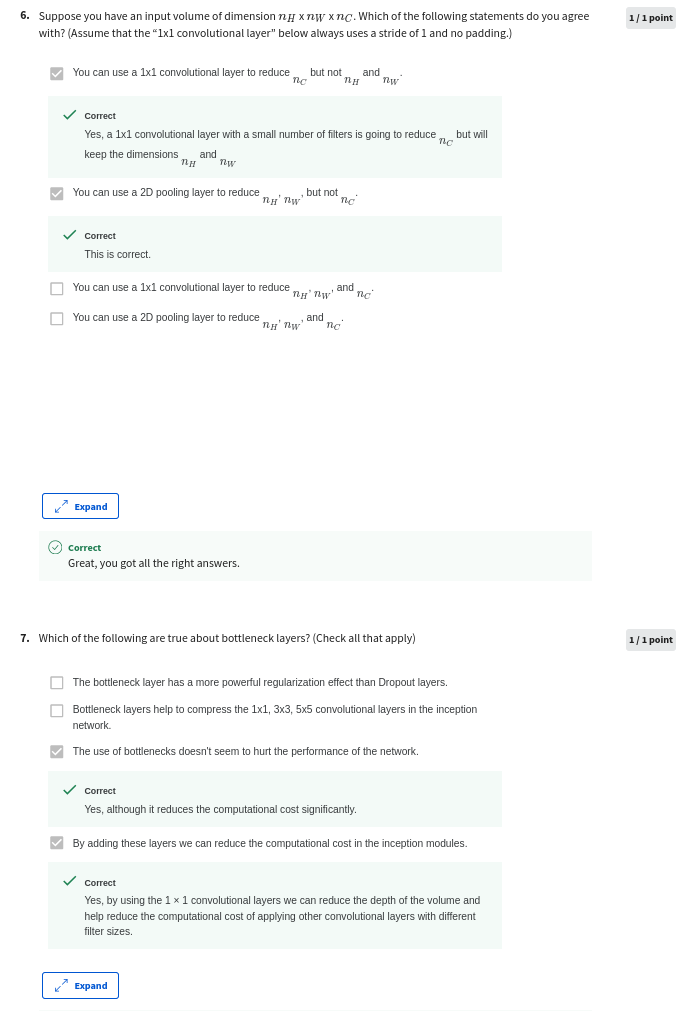 6. Suppose you have an input volume of dimension n_H x n_W x n_C. Which of the following statements do you agree
with? (Assume that the “1x1 convolutional layer” below always uses a stride of 1 and no padding.)
1 / 1 point
You can use a 1x1 convolutional layer to reduce n_C but not n_H and n_W.
Correct
Yes, a 1x1 convolutional layer with a small number of filters is going to reduce n_C but will
keep the dimensions n_H and n_W
You can use a 2D pooling layer to reduce n_H, n_W, but not n_C.
Correct
This is correct.
You can use a 1x1 convolutional layer to reduce n_H, n_W, and n_C.
You can use a 2D pooling layer to reduce n_H, n_W, and n_C.
Expand
Correct
Great, you got all the right answers.
7. Which of the following are true about bottleneck layers? (Check all that apply)
1 / 1 point
The bottleneck layer has a more powerful regularization effect than Dropout layers.
Bottleneck layers help to compress the 1x1, 3x3, 5x5 convolutional layers in the inception
network.
The use of bottlenecks doesn't seem to hurt the performance of the network.
Correct
Yes, although it reduces the computational cost significantly.
By adding these layers we can reduce the computational cost in the inception modules.
Correct
Yes, by using the 1 × 1 convolutional layers we can reduce the depth of the volume and
help reduce the computational cost of applying other convolutional layers with different
filter sizes.
Expand